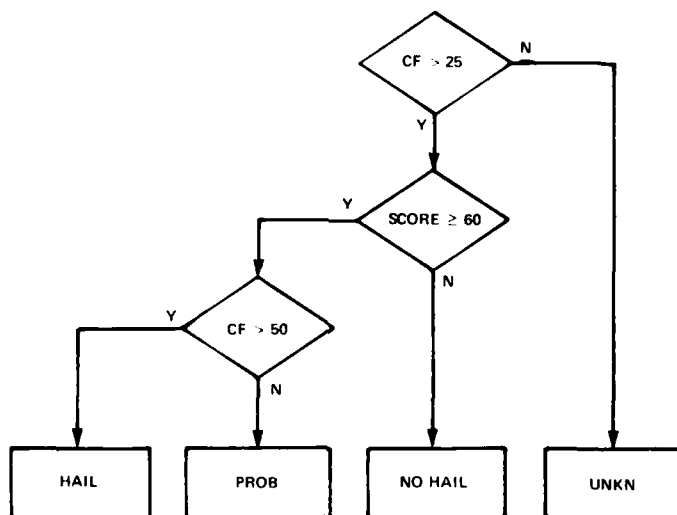 CF > 25
N
Y
Y
SCORE ≥ 60
N
Y
CF > 50
N
HAIL
PROB
NO HAIL
UNKN